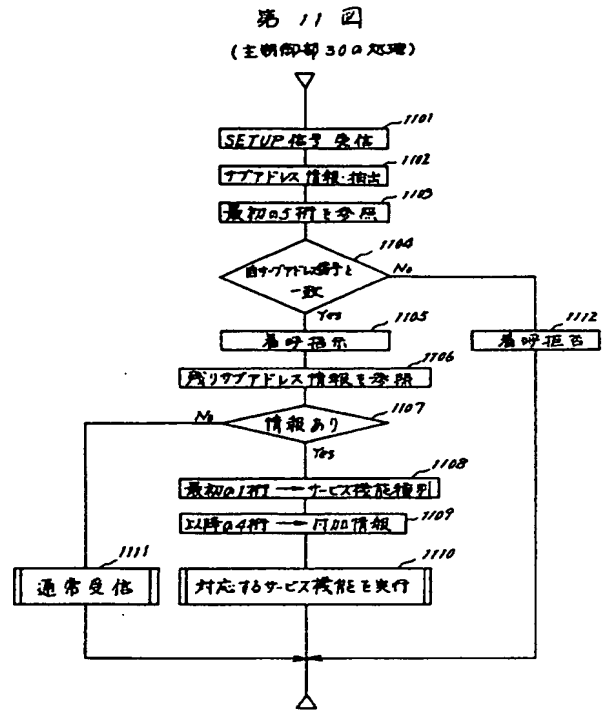 第 11 図
(主制御部30の処理)
1101
SETUP信号 受信
1102
サブアドレス 情報・抽出
1103
最初の5桁を参照
1104
自サブアドレス番号と
一致
No
Yes
1105
着呼指示
1112
着呼拒否
1106
残りサブアドレス情報を参照
1107
情報あり
No
Yes
1108
最初の1桁→サービス機能種別
1109
以降の4桁→付加情報
1111
通常受信
1110
対応するサービス機能を実行